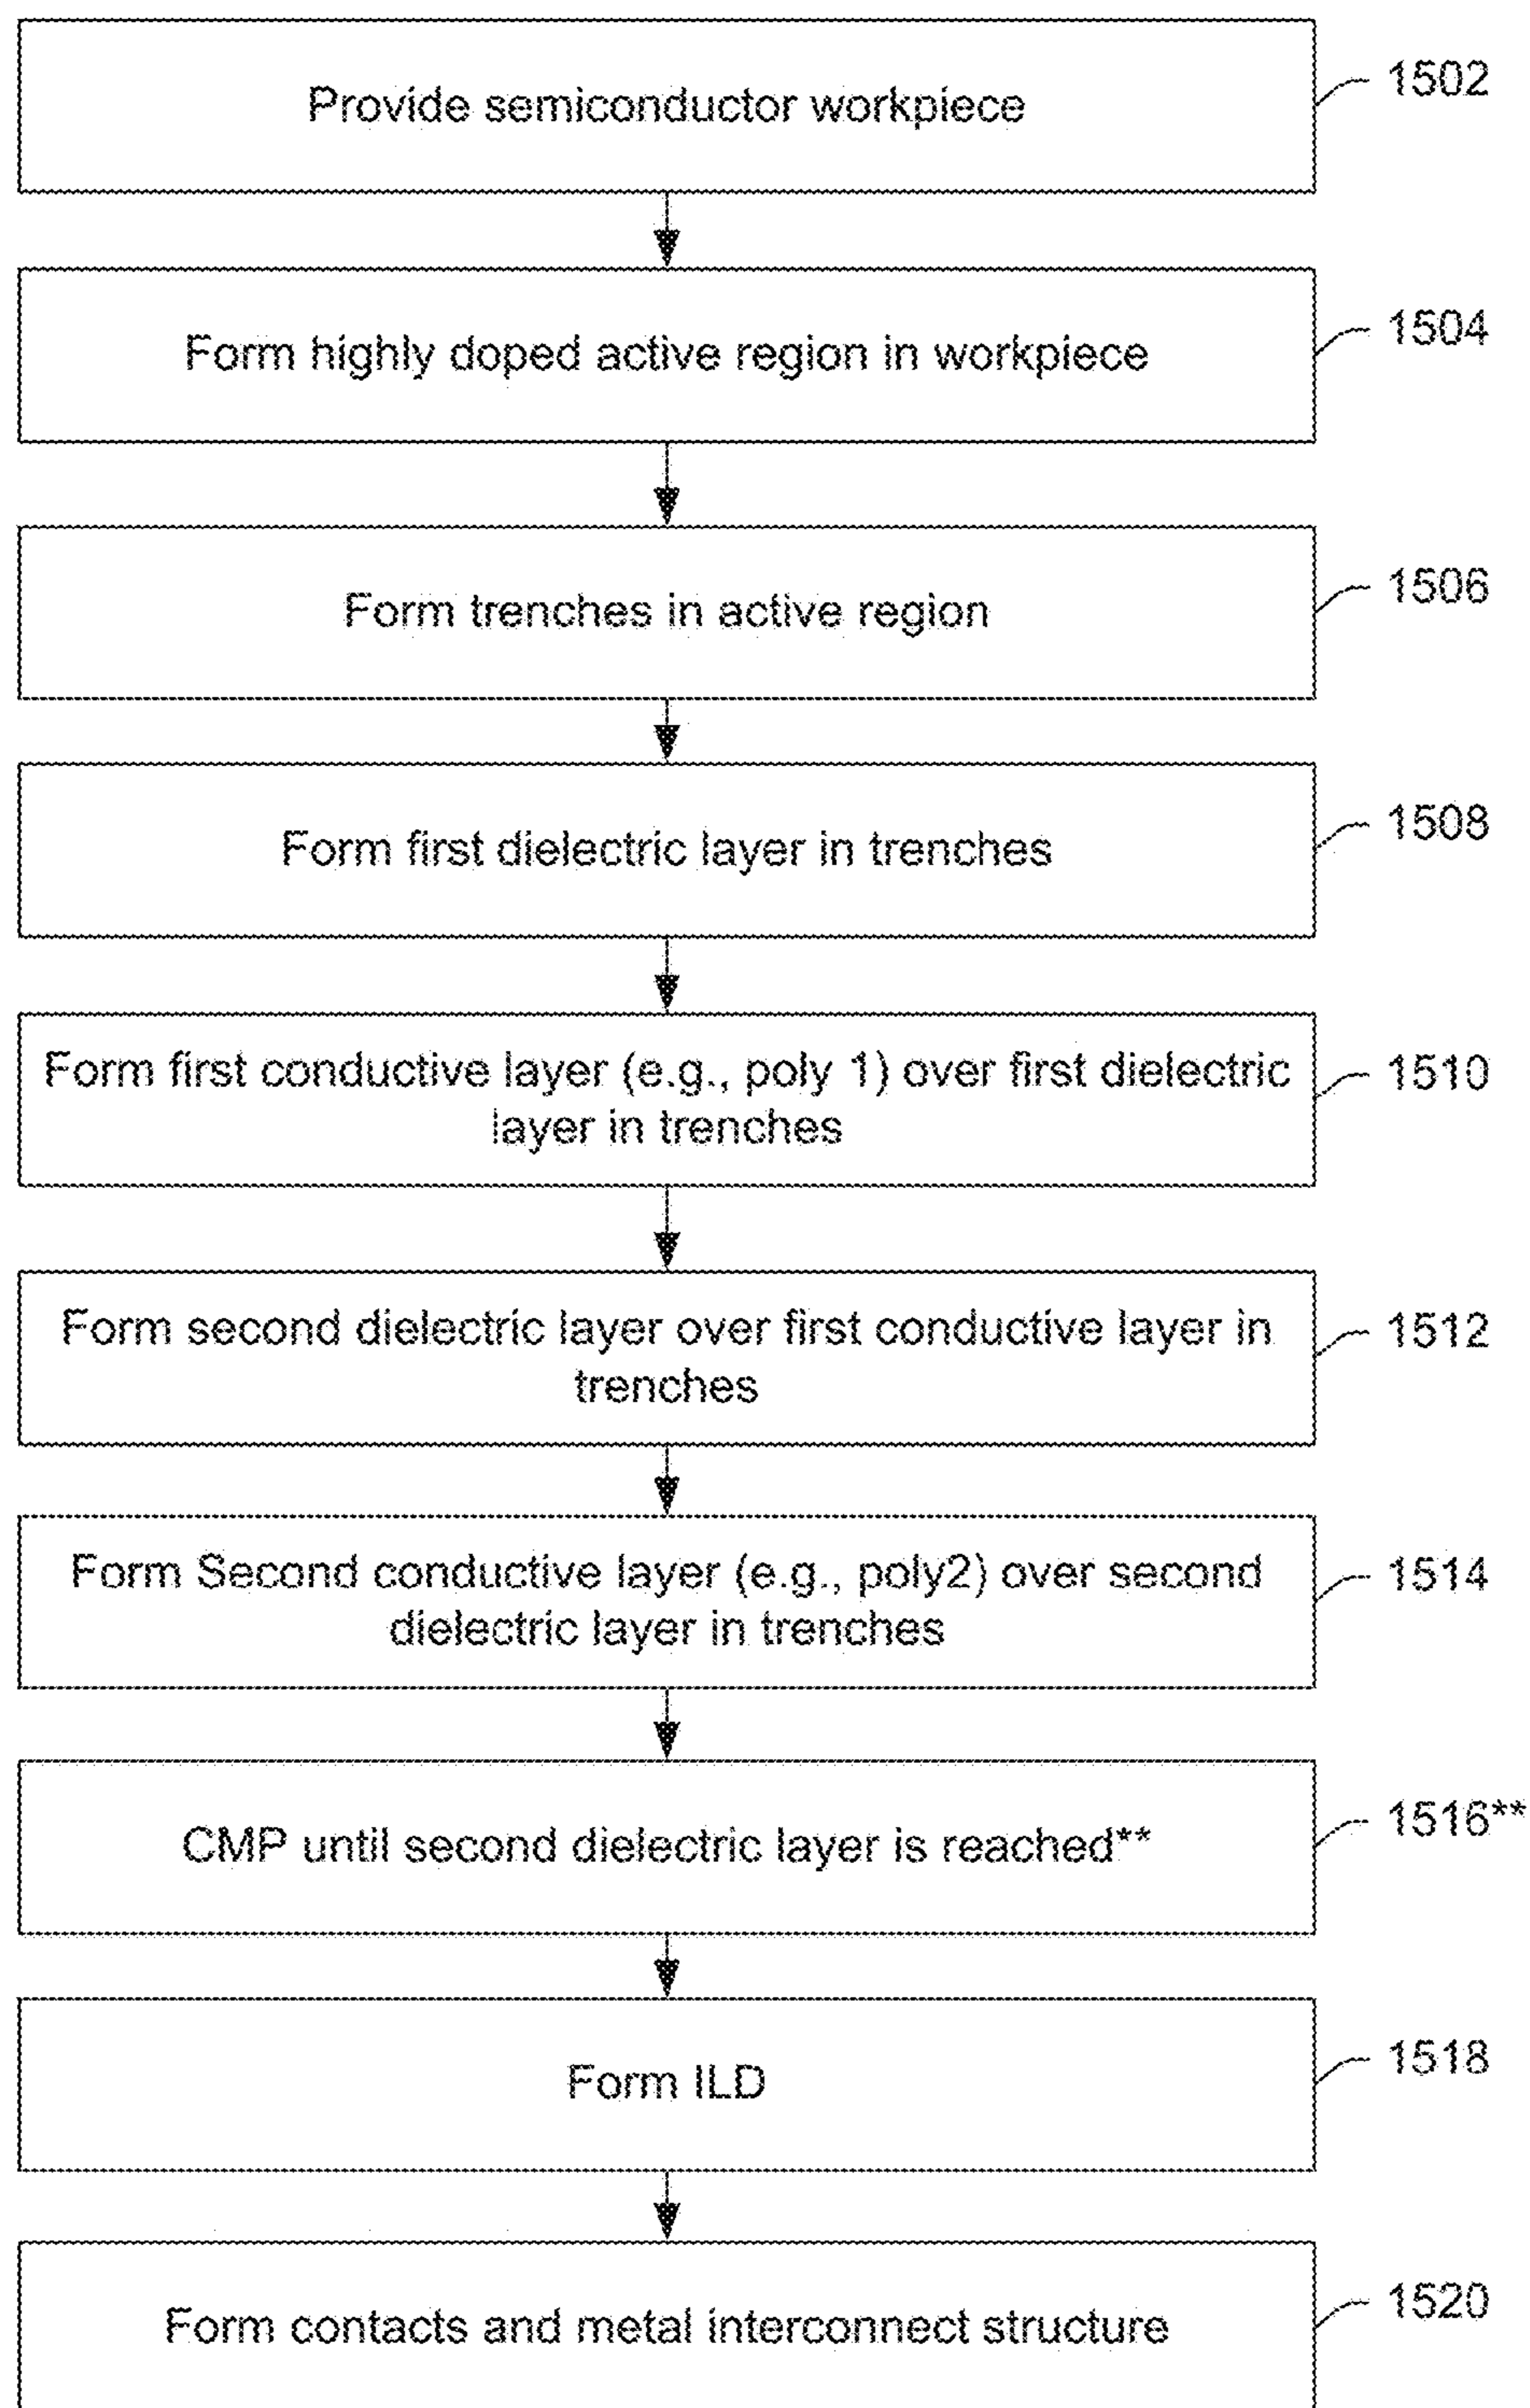 Provide semiconductor workpiece
1502
Form highly doped active region in workpiece
1504
Form trenches in active region
1506
Form first dielectric layer in trenches
1508
Form first conductive layer (e.g., poly 1) over first dielectric
layer in trenches
1510
Form second dielectric layer over first conductive layer in
trenches
1512
Form Second conductive layer (e.g., poly2) over second
dielectric layer in trenches
1514
CMP until second dielectric layer is reached**
1516**
Form ILD
1518
Form contacts and metal interconnect structure
1520